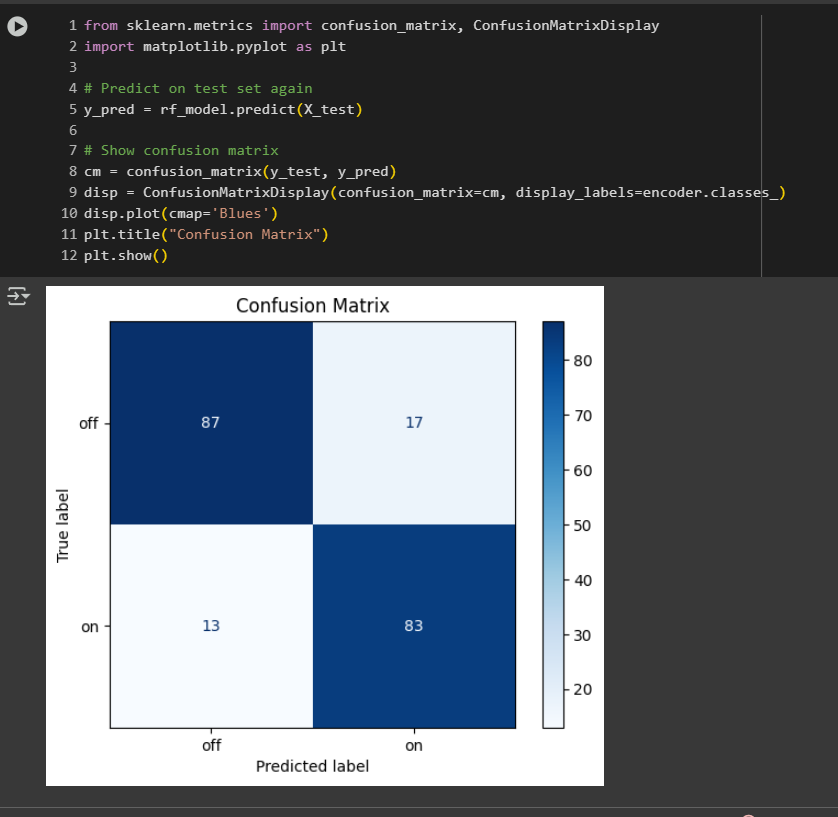 1 from sklearn.metrics import confusion_matrix, ConfusionMatrixDisplay
2 import matplotlib.pyplot as plt
3
4 # Predict on test set again
5 y_pred = rf_model.predict(X_test)
6
7 # Show confusion matrix
8 cm = confusion_matrix(y_test, y_pred)
9 disp = ConfusionMatrixDisplay(confusion_matrix=cm, display_labels=encoder.classes_)
10 disp.plot(cmap='Blues')
11 plt.title("Confusion Matrix")
12 plt.show()
Confusion Matrix
True label
off
87
17
on
13
83
off
on
Predicted label
80
70
60
50
40
30
20